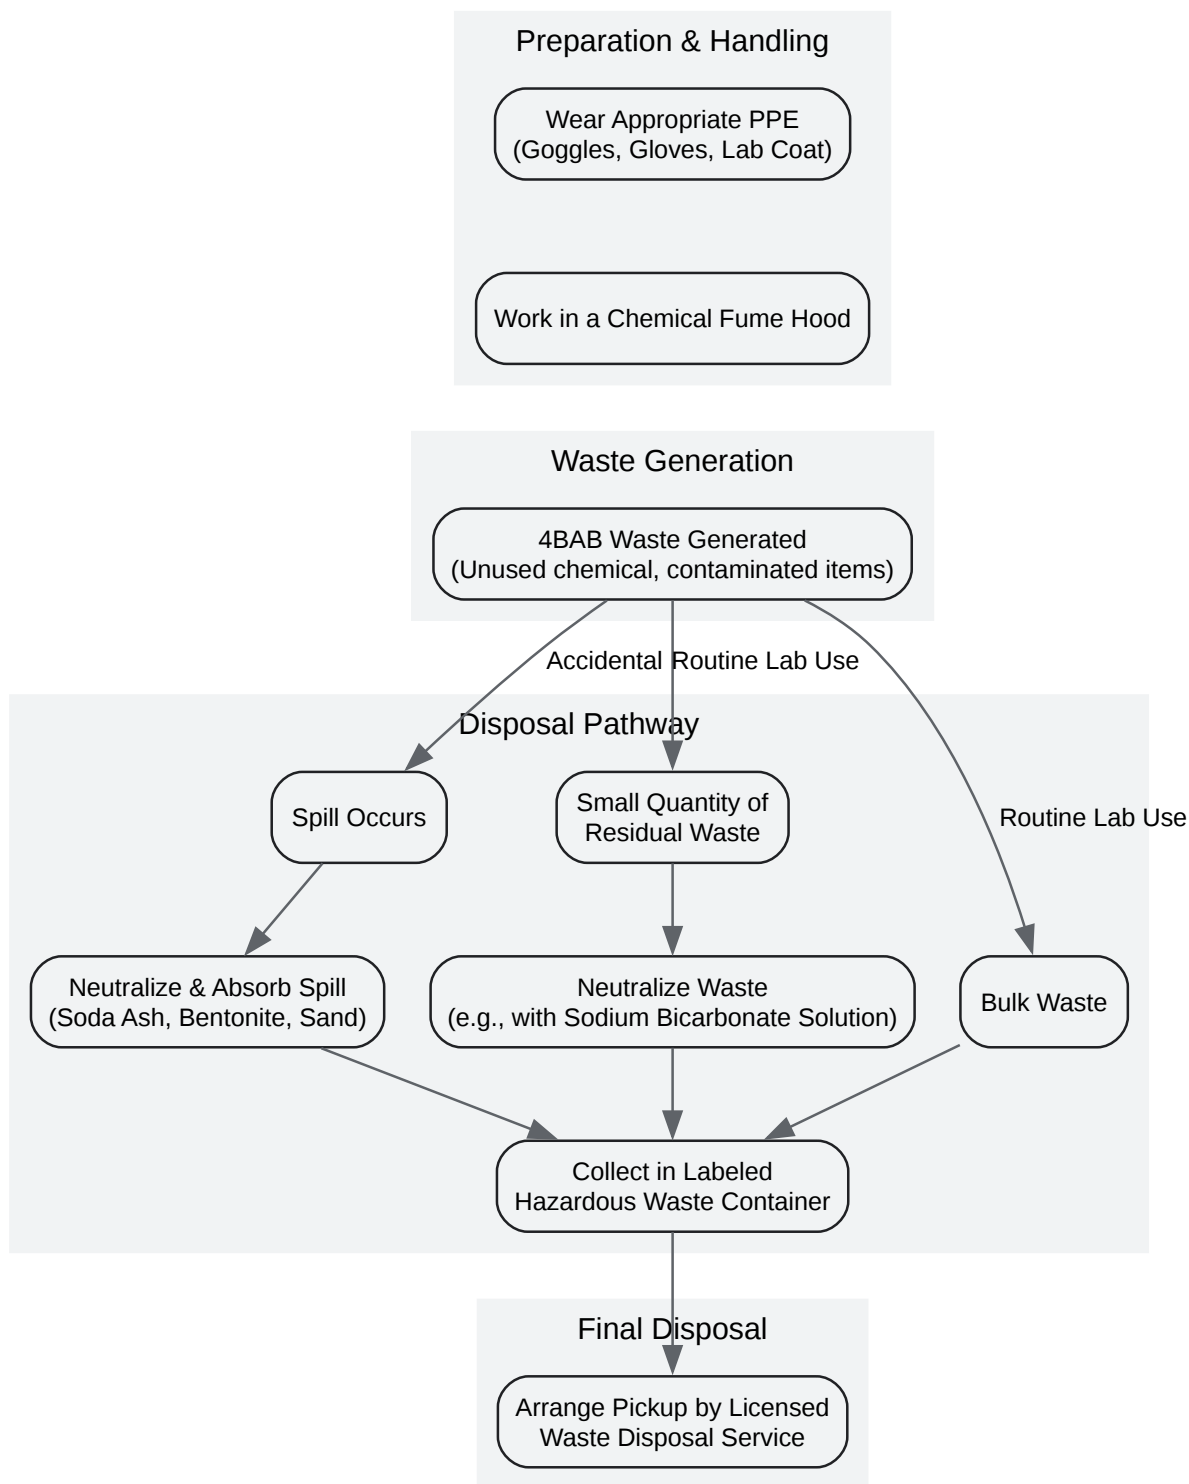 Preparation & Handling
Wear Appropriate PPE
(Goggles, Gloves, Lab Coat)
Work in a Chemical Fume Hood
Waste Generation
4BAB Waste Generated
(Unused chemical, contaminated items)
Accidental
Routine Lab Use
Disposal Pathway
Spill Occurs
Small Quantity of
Residual Waste
Routine Lab Use
Neutralize & Absorb Spill
(Soda Ash, Bentonite, Sand)
Neutralize Waste
(e.g., with Sodium Bicarbonate Solution)
Bulk Waste
Collect in Labeled
Hazardous Waste Container
Final Disposal
Arrange Pickup by Licensed
Waste Disposal Service